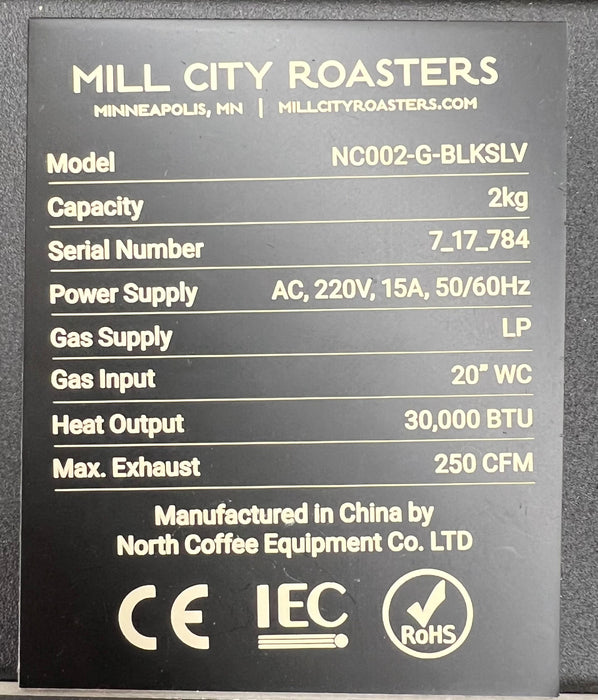 MILL CITY ROASTERS
MINNEAPOLIS, MN | MILLCITYROASTERS.COM
Model NC002-G-BLKSLV
Capacity 2kg
Serial Number 7_17_784
Power Supply AC, 220V, 15A, 50/60Hz
Gas Supply LP
Gas Input 20” WC
Heat Output 30,000 BTU
Max. Exhaust 250 CFM
Manufactured in China by
North Coffee Equipment Co. LTD
CE IEC RoHS